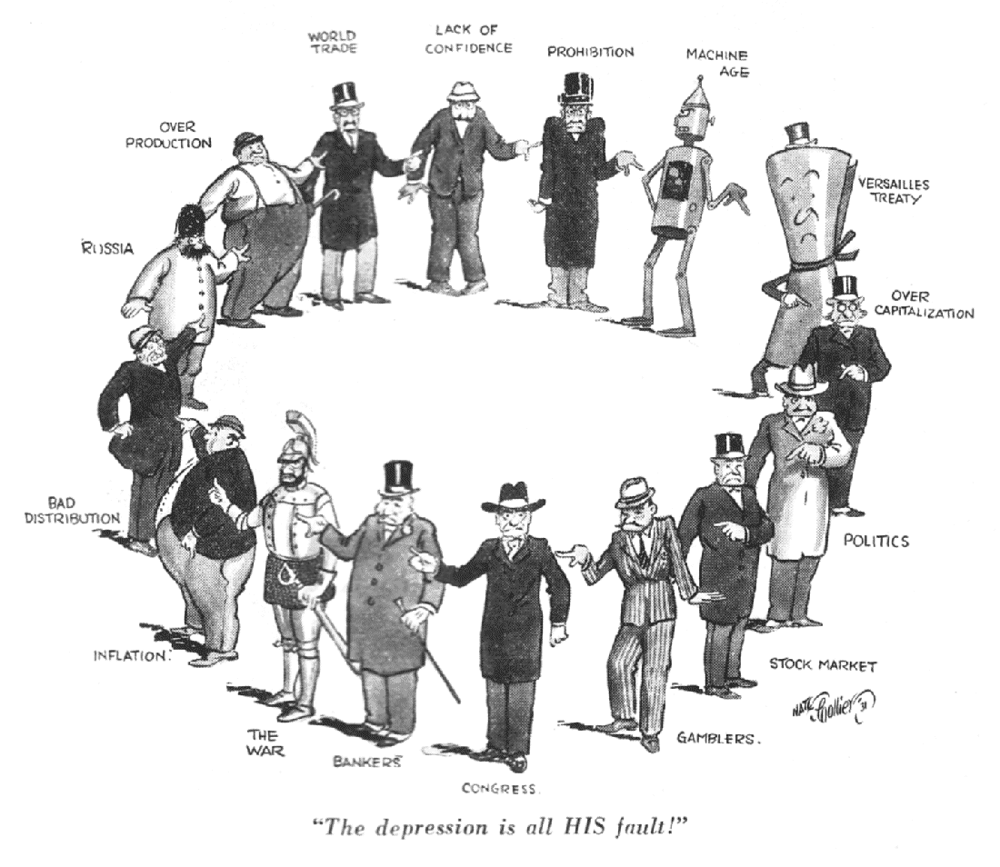 WORLD
TRADE
LACK OF
CONFIDENCE
PROHIBITION
MACHINE
AGE
OVER
PRODUCTION
VERSAILLES
TREATY
RUSSIA
OVER
CAPITALIZATION
BAD
DISTRIBUTION
POLITICS
INFLATION.
STOCK MARKET
THE
WAR
BANKERS
GAMBLERS.
CONGRESS.
NATE Collier '31
"The depression is all HIS fault!"